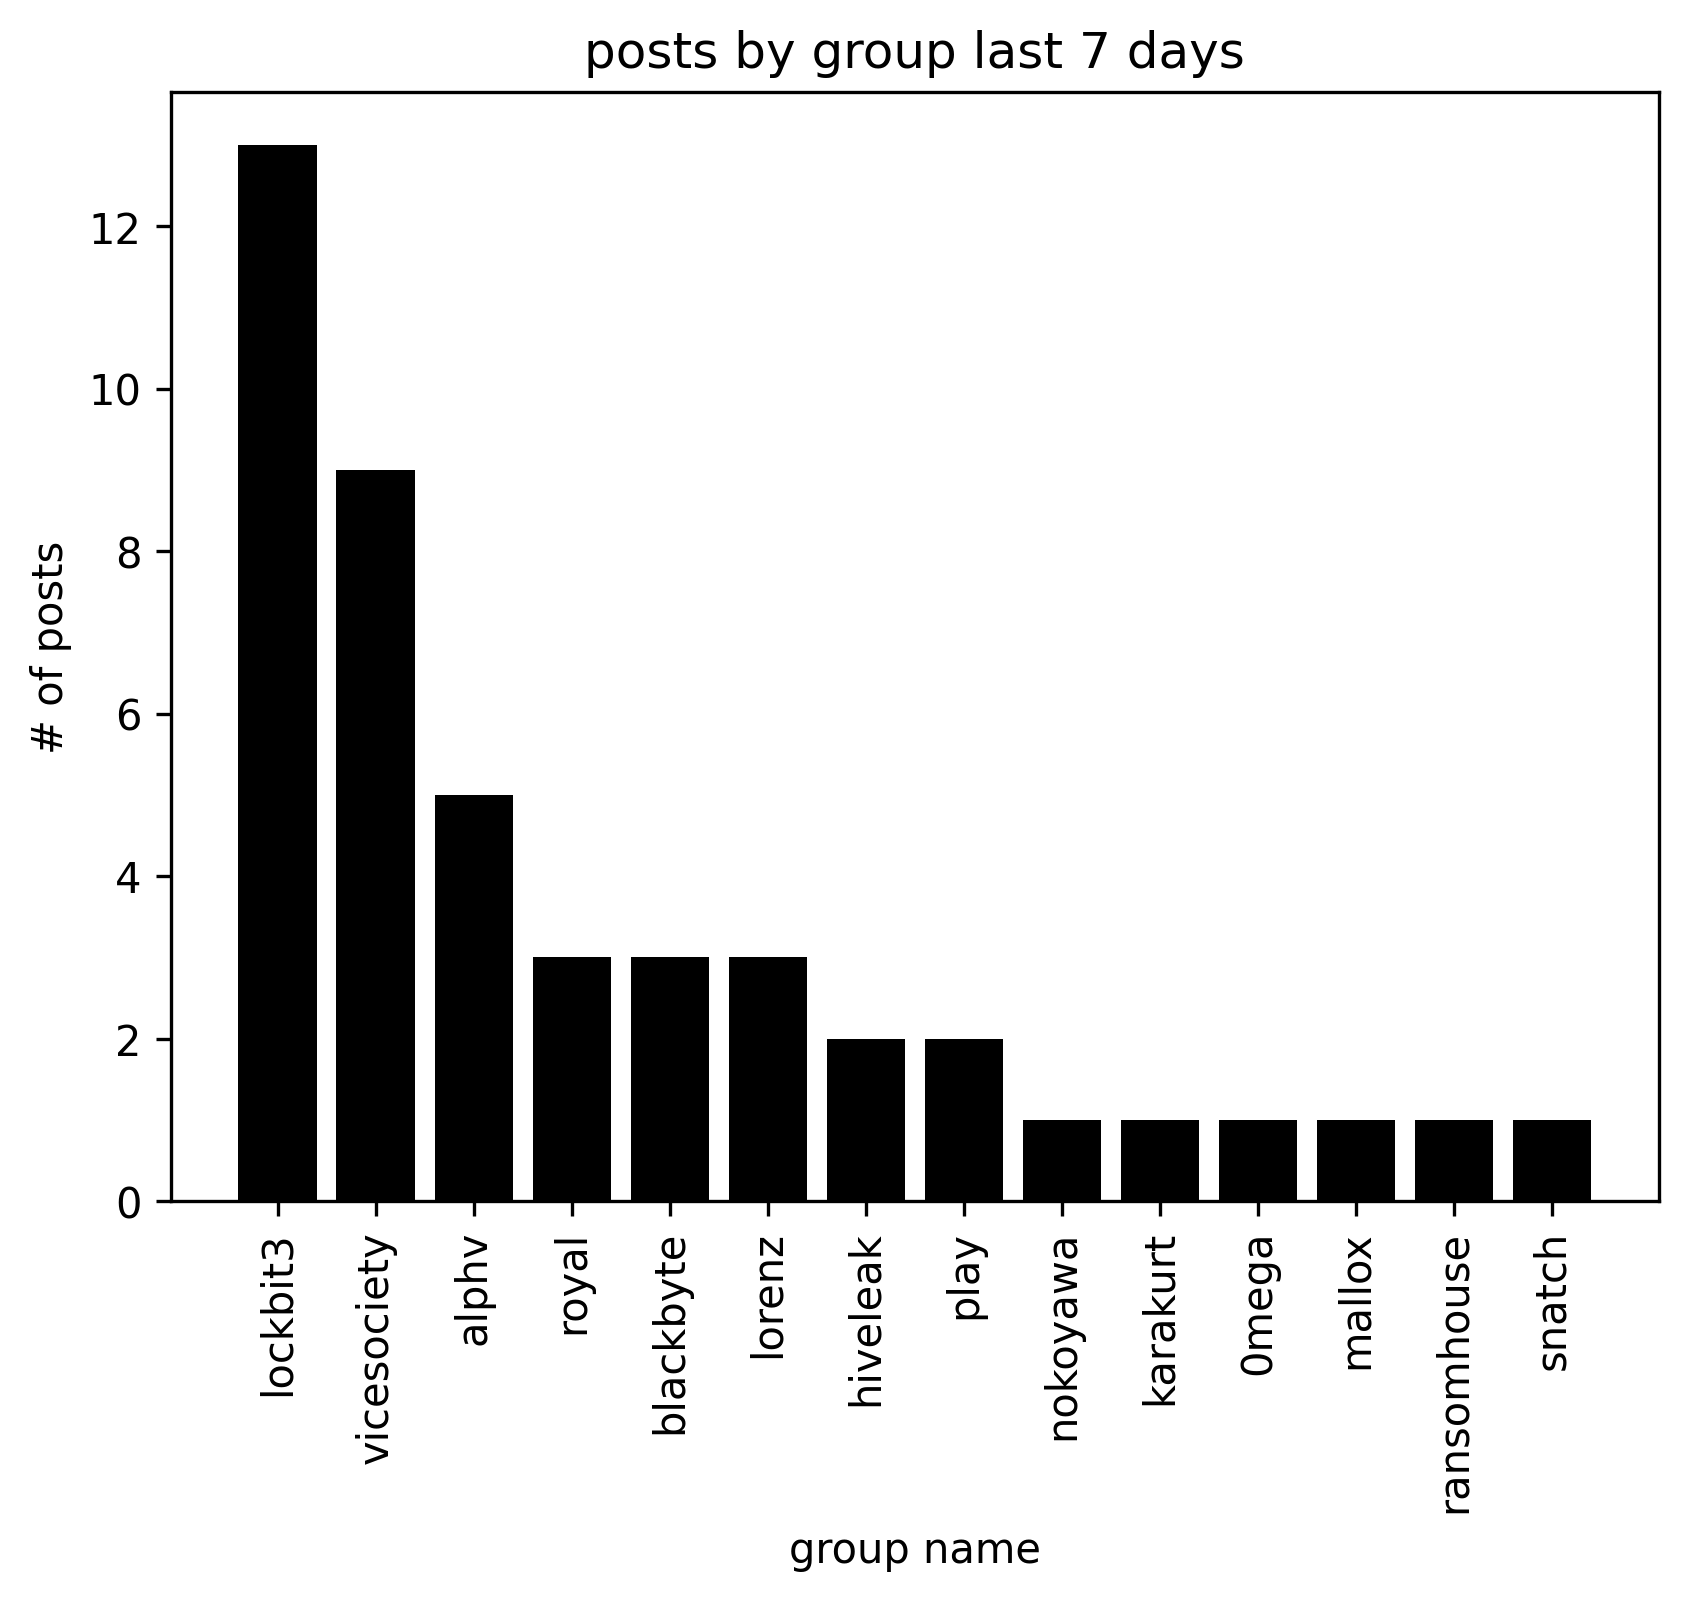 posts by group last 7 days
# of posts
12
10
8
6
4
2
0
lockbit3
vicesociety
alphv
royal
blackbyte
lorenz
hiveleak
play
nokoyawa
karakurt
0mega
mallox
ransomhouse
snatch
group name